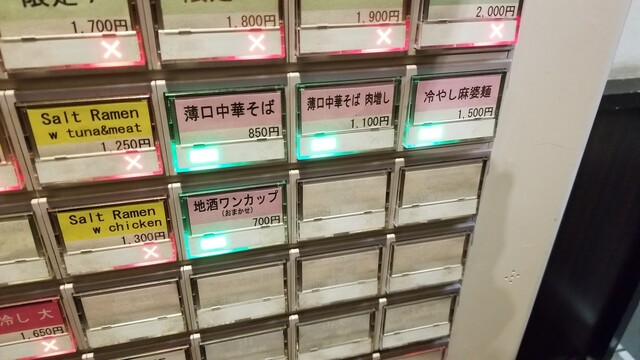 1,700円
1,800円
1,900円
2,000円
Salt Ramen
w tuna&meat
1,250円
薄口中華そば
850円
薄口中華そば 肉増し
1,100円
冷やし麻婆麺
1,500円
Salt Ramen
w chicken
1,300円
地酒ワンカップ
(おまかせ)
700円
冷し 大
1,650円